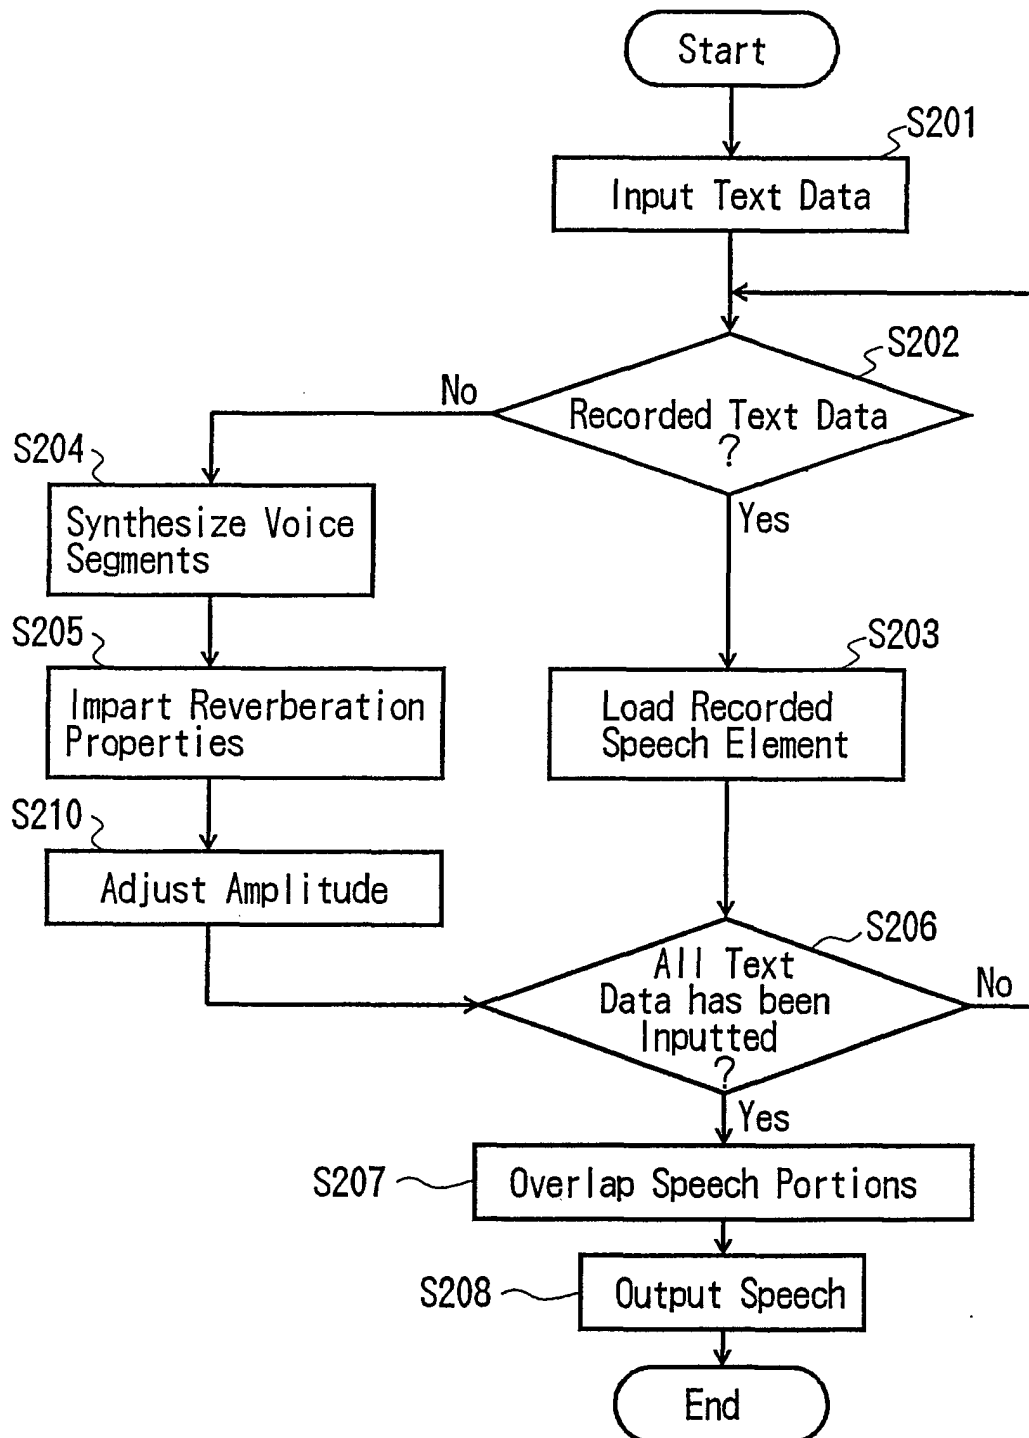 Start
S201
Input Text Data
S202
No
Recorded Text Data
?
Yes
S204
Synthesize Voice
Segments
S205
Impart Reverberation
Properties
S203
Load Recorded
Speech Element
S210
Adjust Amplitude
S206
All Text
Data has been
Inputted
?
No
Yes
S207
Overlap Speech Portions
S208
Output Speech
End